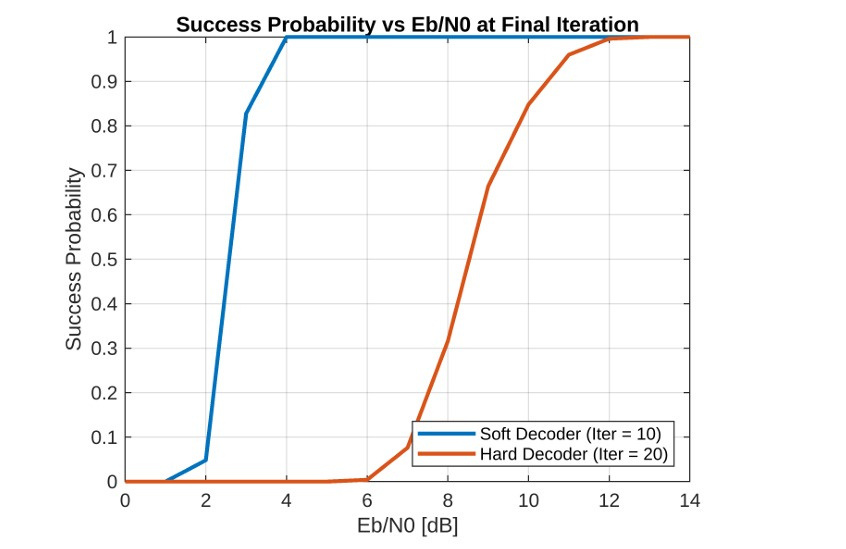 Success Probability vs Eb/N0 at Final Iteration
1
0.9
0.8
0.7
0.6
0.5
0.4
0.3
0.2
0.1
0
Success Probability
Soft Decoder (Iter = 10)
Hard Decoder (Iter = 20)
0 2 4 6 8 10 12 14
Eb/N0 [dB]